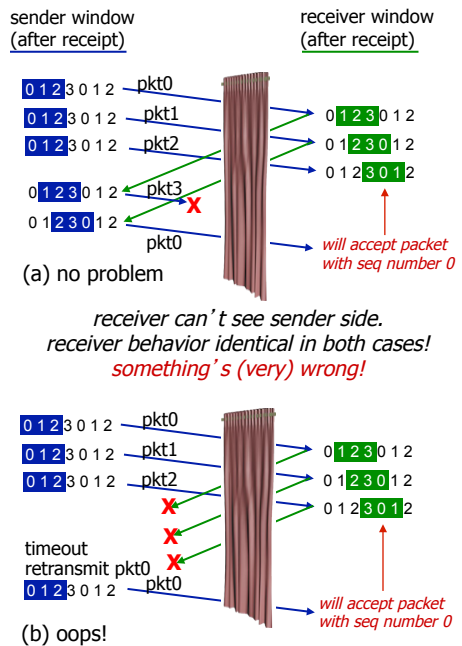 sender window
(after receipt)
receiver window
(after receipt)
0 1 2 3 0 1 2 pkt0
0 1 2 3 0 1 2 pkt1 0 1 2 3 0 1 2
0 1 2 3 0 1 2 pkt2 0 1 2 3 0 1 2
0 1 2 3 0 1 2
0 1 2 3 0 1 2 pkt3
X
0 1 2 3 0 1 2
pkt0
will accept packet
with seq number 0
(a) no problem
receiver can't see sender side.
receiver behavior identical in both cases!
something's (very) wrong!
0 1 2 3 0 1 2 pkt0
0 1 2 3 0 1 2 pkt1 0 1 2 3 0 1 2
0 1 2 3 0 1 2 pkt2 0 1 2 3 0 1 2
X 0 1 2 3 0 1 2
X
timeout
X
retransmit pkt0
0 1 2 3 0 1 2 pkt0
will accept packet
with seq number 0
(b) oops!